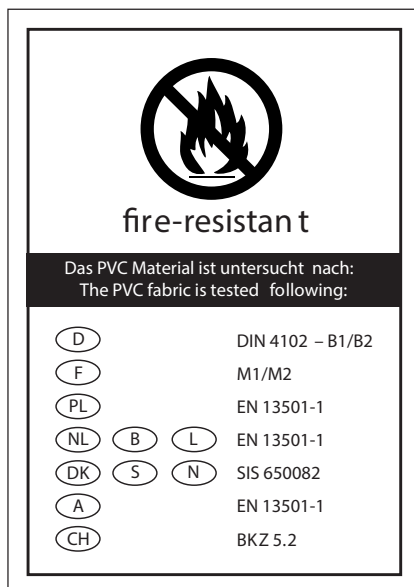 fire-resistan t
Das PVC Material ist untersucht nach:
The PVC fabric is tested following:
D DIN 4102 – B1/B2
F M1/M2
PL EN 13501-1
NL B L EN 13501-1
DK S N SIS 650082
A EN 13501-1
CH BKZ 5.2